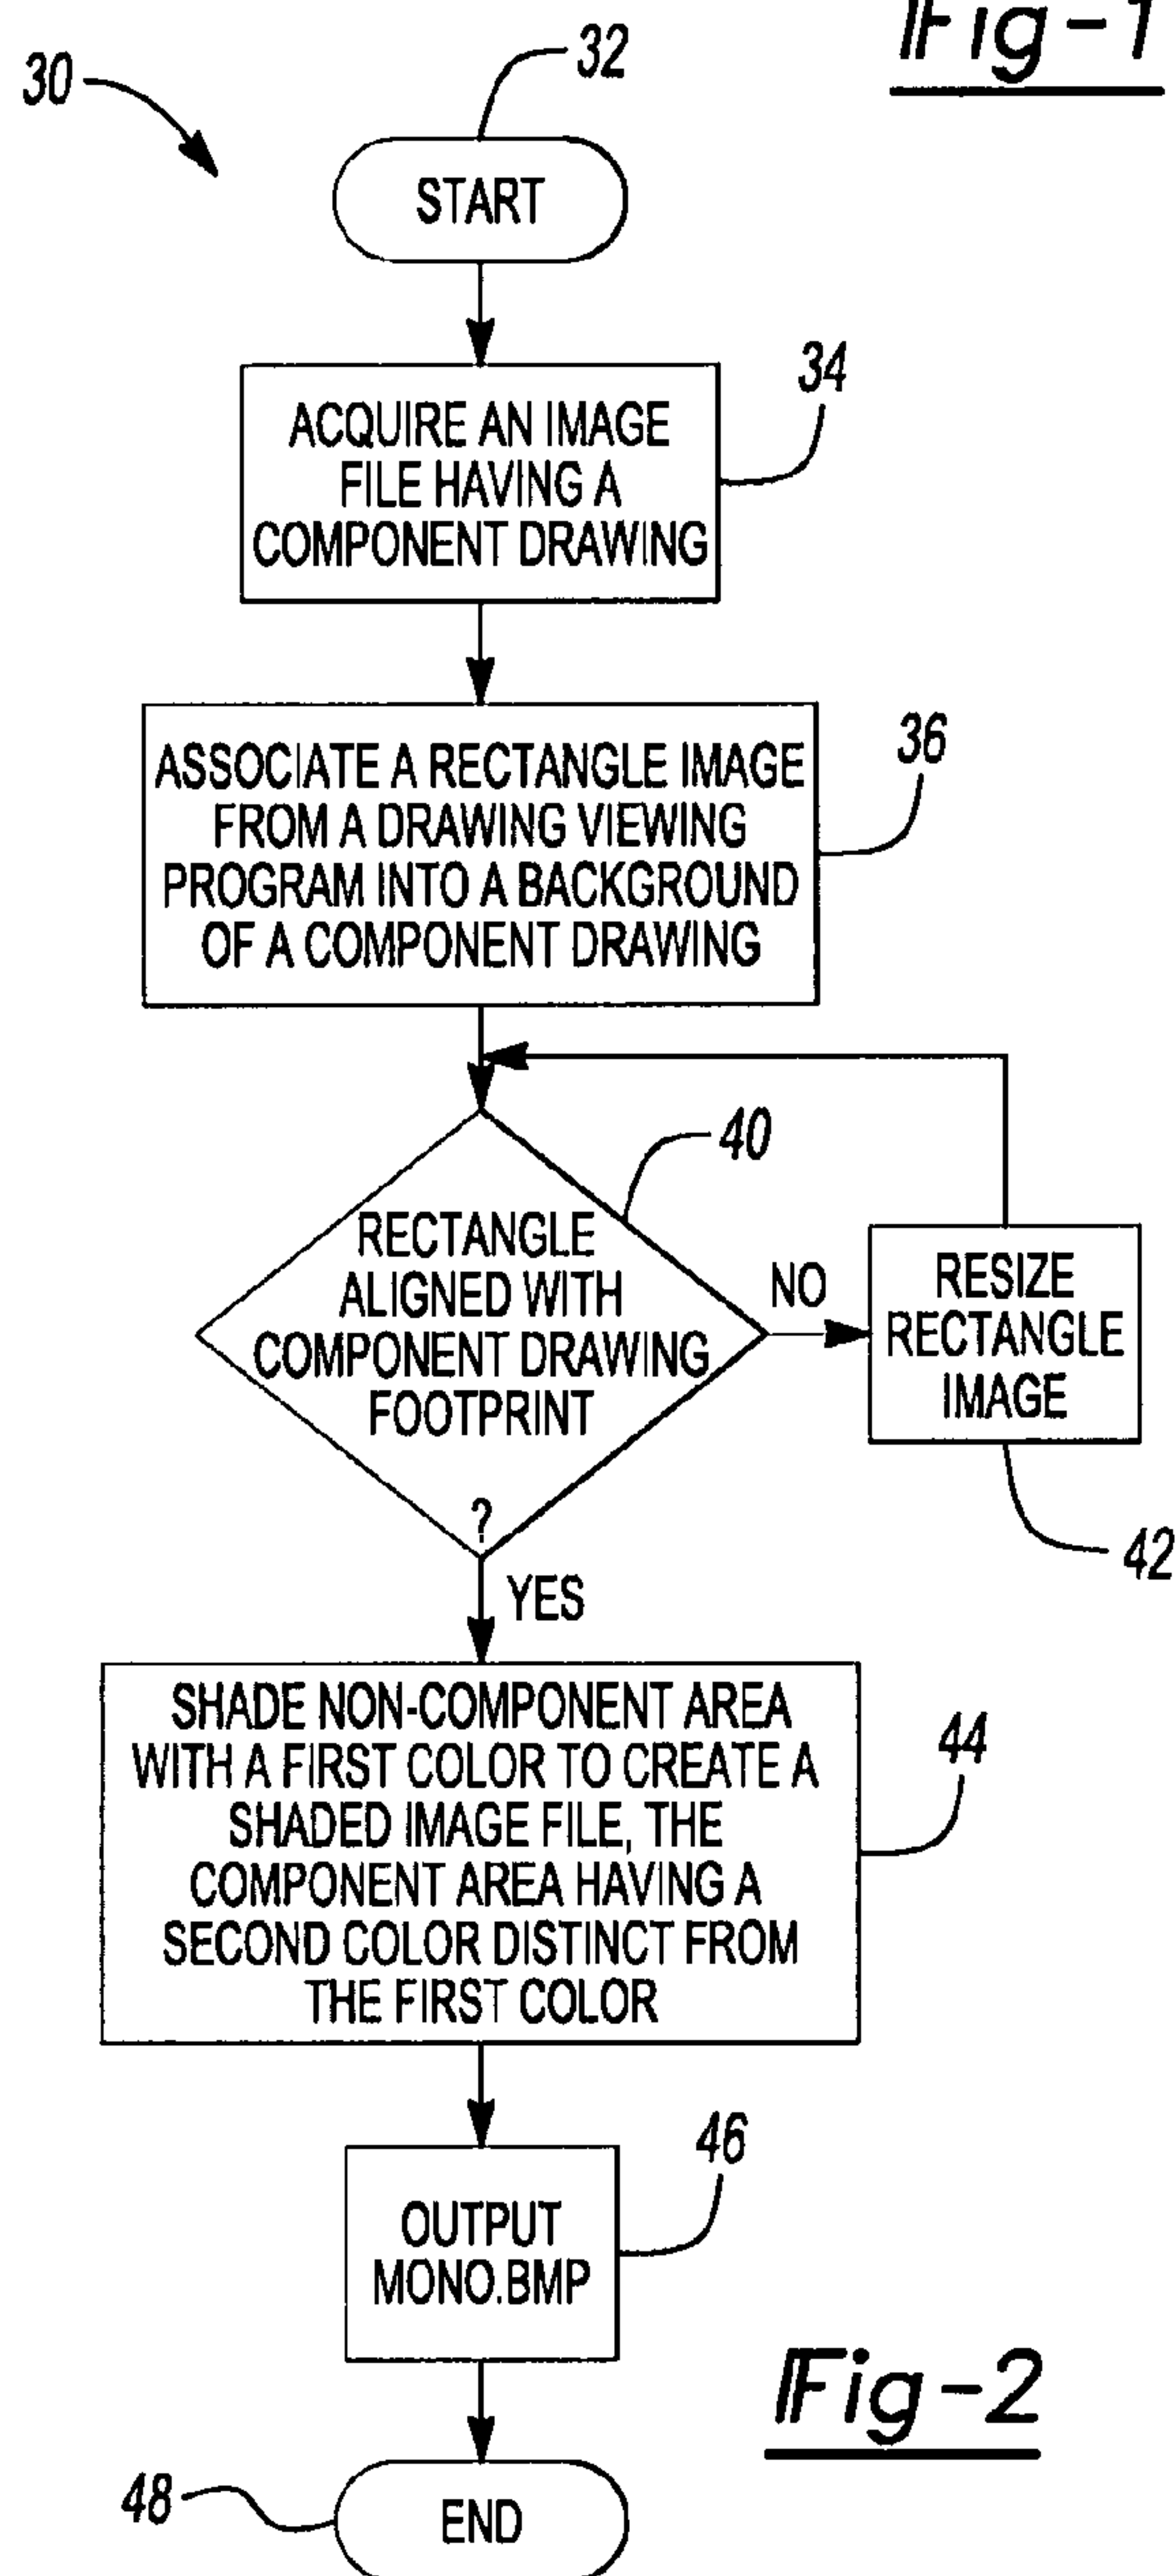 Fig-1
30
32
START
34
ACQUIRE AN IMAGE
FILE HAVING A
COMPONENT DRAWING
36
ASSOCIATE A RECTANGLE IMAGE
FROM A DRAWING VIEWING
PROGRAM INTO A BACKGROUND
OF A COMPONENT DRAWING
40
RECTANGLE
ALIGNED WITH
COMPONENT DRAWING
FOOTPRINT
?
NO
RESIZE
RECTANGLE
IMAGE
42
YES
SHADE NON-COMPONENT AREA
WITH A FIRST COLOR TO CREATE A
SHADED IMAGE FILE, THE
COMPONENT AREA HAVING A
SECOND COLOR DISTINCT FROM
THE FIRST COLOR
44
46
OUTPUT
MONO.BMP
Fig-2
48
END